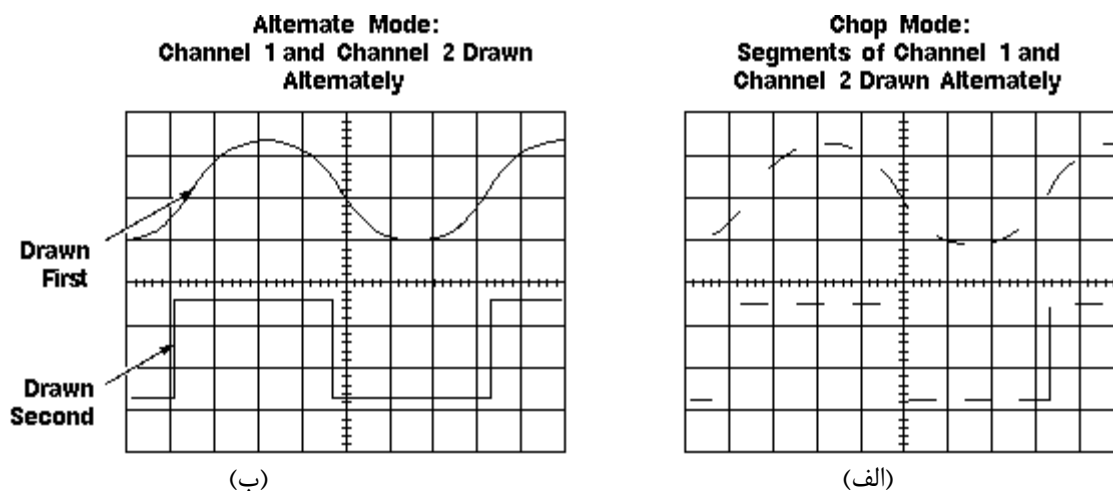 Alternate Mode:
Channel 1 and Channel 2 Drawn
Alternately
Chop Mode:
Segments of Channel 1 and
Channel 2 Drawn Alternately
Drawn
First
Drawn
Second
(ب)
(الف)